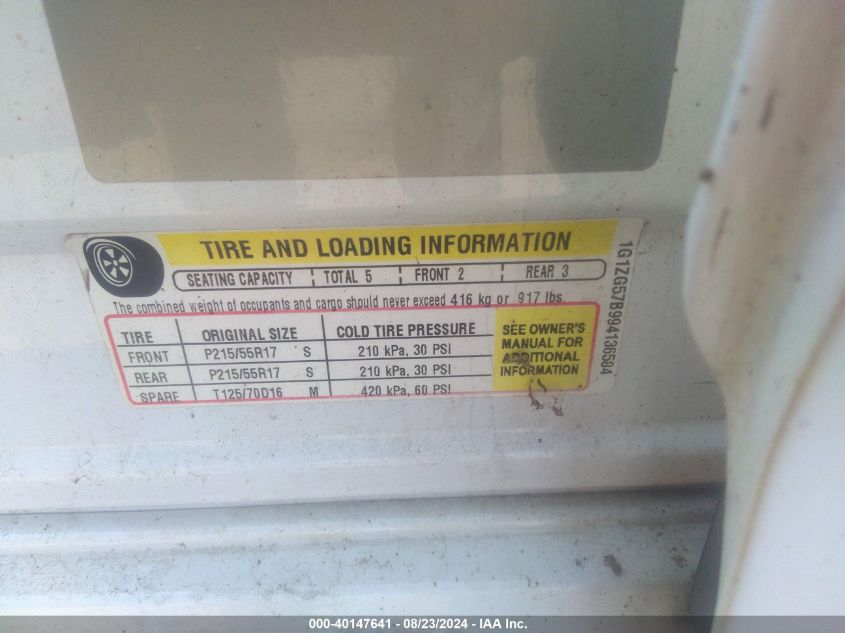 TIRE AND LOADING INFORMATION
SEATING CAPACITY ¦ TOTAL 5 ¦ FRONT 2 ¦ REAR 3
The combined weight of occupants and cargo should never exceed 416 kg or 917 lbs.
TIRE ORIGINAL SIZE COLD TIRE PRESSURE
FRONT P215/55R17 S 210 kPa, 30 PSI
REAR P215/55R17 S 210 kPa, 30 PSI
SPARE T125/70D16 M 420 kPa, 60 PSI
SEE OWNER'S
MANUAL FOR
ADDITIONAL
INFORMATION
1G1ZG57B994136584
000-40147641 - 08/23/2024 - IAA Inc.